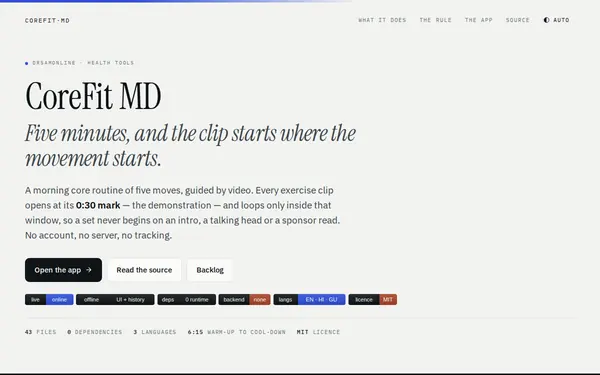 COREFIT·MD
WHAT IT DOES THE RULE THE APP SOURCE AUTO
DRSAMONLINE · HEALTH TOOLS
CoreFit MD
Five minutes, and the clip starts where the
movement starts.
A morning core routine of five moves, guided by video. Every exercise clip
opens at its 0:30 mark — the demonstration — and loops only inside that
window, so a set never begins on an intro, a talking head or a sponsor read.
No account, no server, no tracking.
Open the app → Read the source Backlog
live online offline UI + history deps 0 runtime backend none langs EN · HI · GU licence MIT
43 FILES 0 DEPENDENCIES 3 LANGUAGES 6:15 WARM-UP TO COOL-DOWN MIT LICENCE